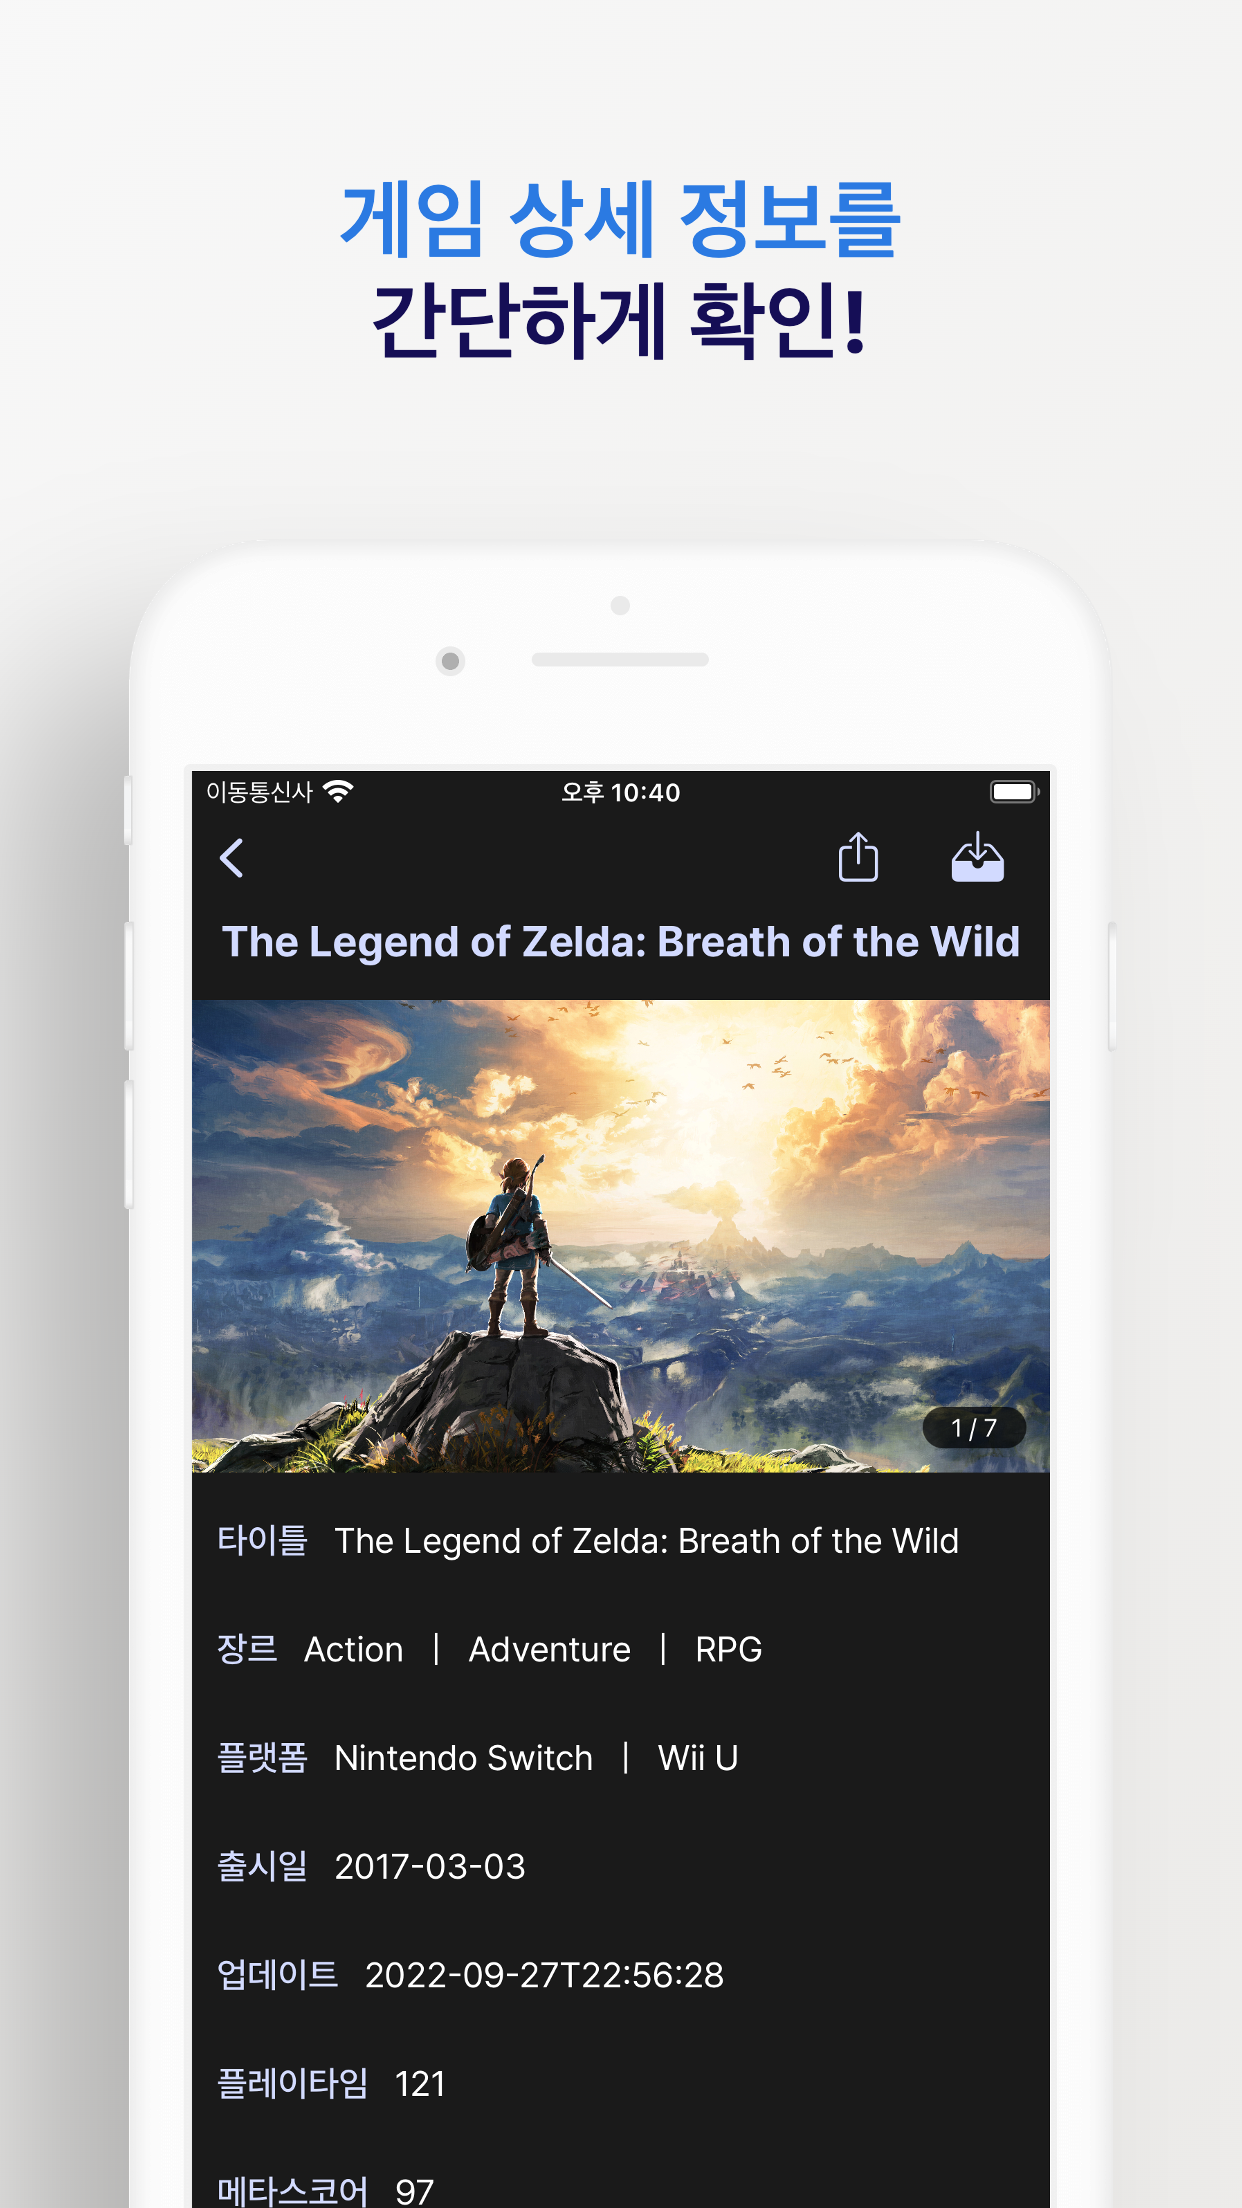 게임 상세 정보를
간단하게 확인!
이동통신사 오후 10:40
The Legend of Zelda: Breath of the Wild
1 / 7
타이틀 The Legend of Zelda: Breath of the Wild
장르 Action | Adventure | RPG
플랫폼 Nintendo Switch | Wii U
출시일 2017-03-03
업데이트 2022-09-27T22:56:28
플레이타임 121
메타스코어 97